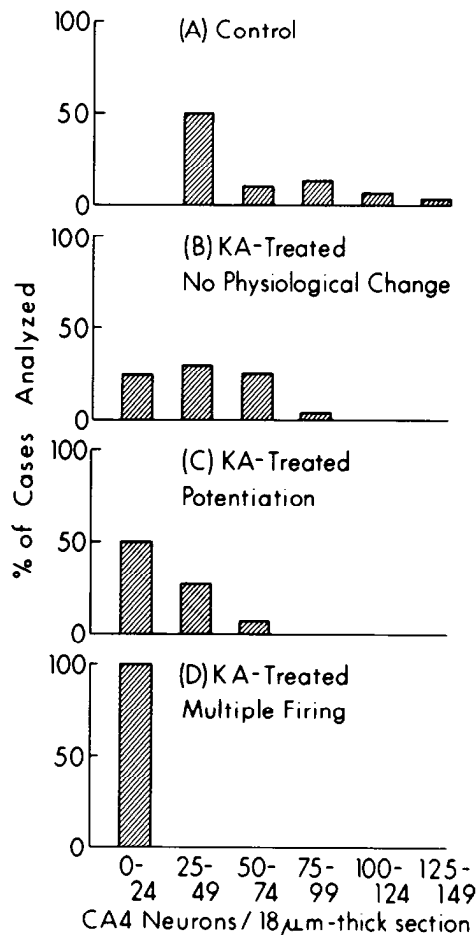 (A) Control
100
50
0
(B) KA-Treated
No Physiological Change
100
50
0
(C) KA-Treated
Potentiation
100
50
0
(D) KA-Treated
Multiple Firing
100
50
0
% of Cases Analyzed
0-24
25-49
50-74
75-99
100-124
125-149
CA4 Neurons / 18μm-thick section